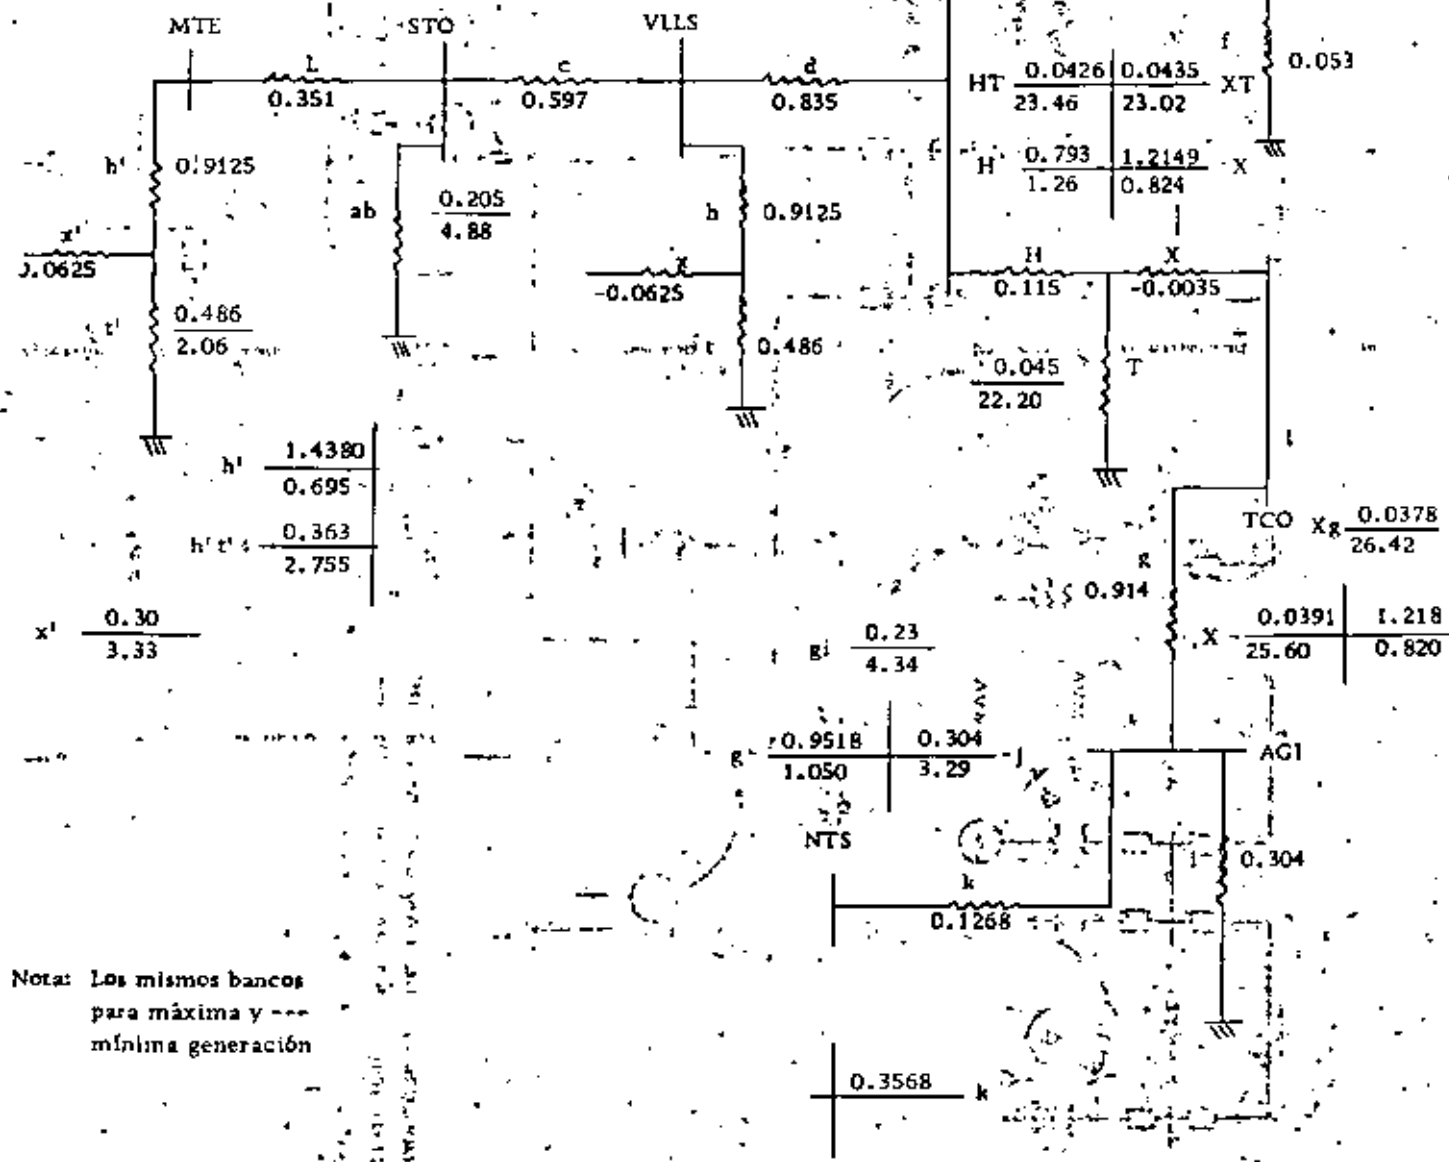 MTE
STO
VLLS
L
0.351
c
0.597
d
0.835
f
0.053
HT 0.0426 0.0435 XT
23.46 23.02
H 0.793 1.2149 X
1.26 0.824
h' 0.9125
x'
0.0625
t' 0.486
2.06
ab 0.205
4.88
h 0.9125
x
-0.0625
t 0.486
H
0.115
X
-0.0035
0.045 T
22.20
h' 1.4380
0.695
h't' 0.363
2.755
x' 0.30
3.33
TCO
Xg 0.0378
26.42
g 0.914
X 0.0391 1.218
25.60 0.820
0.23
4.34
g 0.9518 0.304
1.050 3.29
AGI
NTS
k
0.1268
0.304
Nota: Los mismos bancos
para máxima y ---
mínima generación
0.3568 k